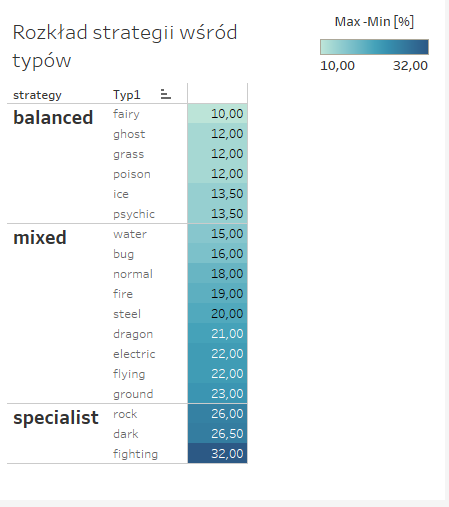 Rozkład strategii wśród
typów
Max -Min [%]
10,00 32,00
strategy Typ1
balanced fairy 10,00
ghost 12,00
grass 12,00
poison 12,00
ice 13,50
psychic 13,50
mixed water 15,00
bug 16,00
normal 18,00
fire 19,00
steel 20,00
dragon 21,00
electric 22,00
flying 22,00
ground 23,00
specialist rock 26,00
dark 26,50
fighting 32,00